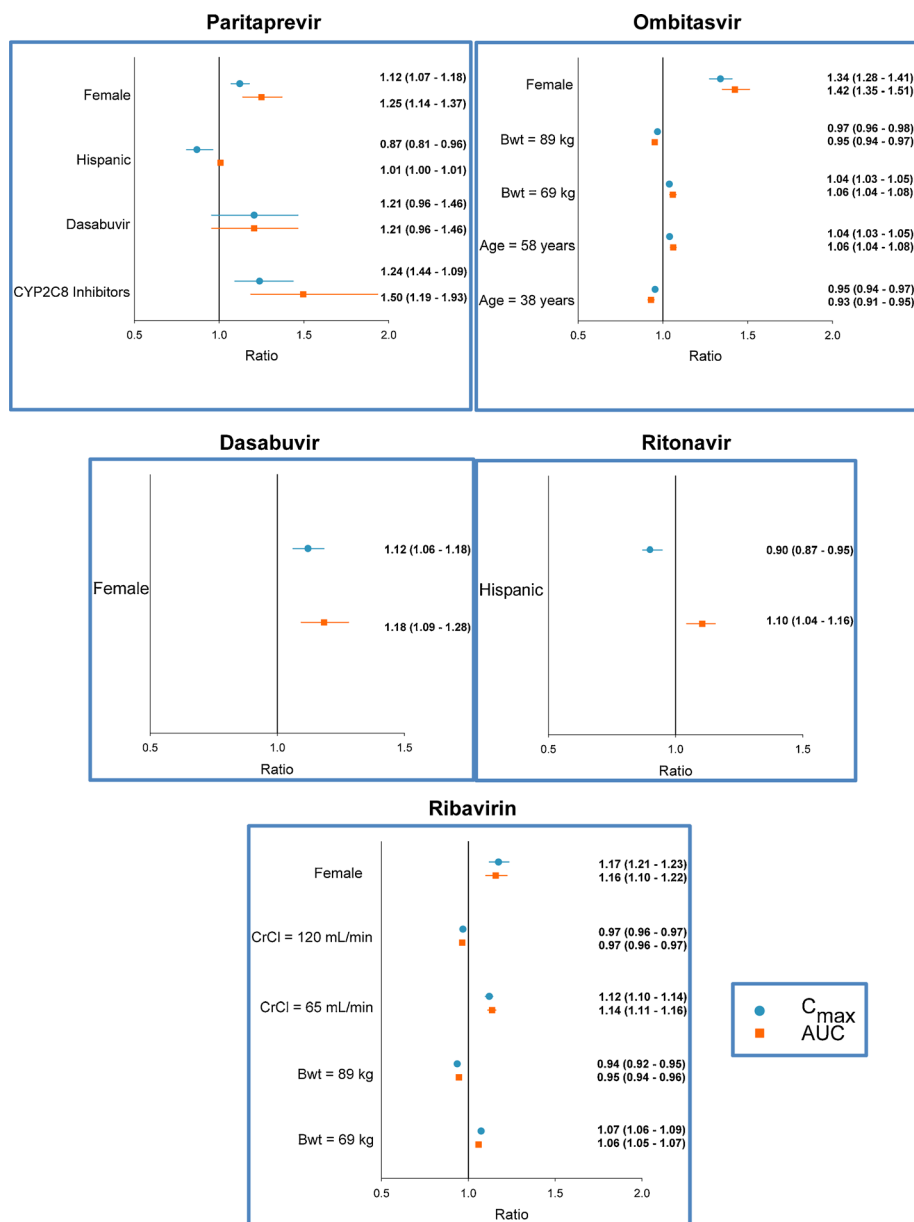 Paritaprevir
Female
1.12 (1.07 - 1.18)
1.25 (1.14 - 1.37)
Hispanic
0.87 (0.81 - 0.96)
1.01 (1.00 - 1.01)
Dasabuvir
1.21 (0.96 - 1.46)
1.21 (0.96 - 1.46)
CYP2C8 Inhibitors
1.24 (1.44 - 1.09)
1.50 (1.19 - 1.93)
0.5 1.0 1.5 2.0
Ratio
Ombitasvir
Female
1.34 (1.28 - 1.41)
1.42 (1.35 - 1.51)
Bwt = 89 kg
0.97 (0.96 - 0.98)
0.95 (0.94 - 0.97)
Bwt = 69 kg
1.04 (1.03 - 1.05)
1.06 (1.04 - 1.08)
Age = 58 years
1.04 (1.03 - 1.05)
1.06 (1.04 - 1.08)
Age = 38 years
0.95 (0.94 - 0.97)
0.93 (0.91 - 0.95)
0.5 1.0 1.5 2.0
Ratio
Dasabuvir
Female
1.12 (1.06 - 1.18)
1.18 (1.09 - 1.28)
0.5 1.0 1.5
Ratio
Ritonavir
Hispanic
0.90 (0.87 - 0.95)
1.10 (1.04 - 1.16)
0.5 1.0 1.5
Ratio
Ribavirin
Female
1.17 (1.21 - 1.23)
1.16 (1.10 - 1.22)
CrCl = 120 mL/min
0.97 (0.96 - 0.97)
0.97 (0.96 - 0.97)
CrCl = 65 mL/min
1.12 (1.10 - 1.14)
1.14 (1.11 - 1.16)
Bwt = 89 kg
0.94 (0.92 - 0.95)
0.95 (0.94 - 0.96)
Bwt = 69 kg
1.07 (1.06 - 1.09)
1.06 (1.05 - 1.07)
0.5 1.0 1.5 2.0
Ratio
Cmax
AUC